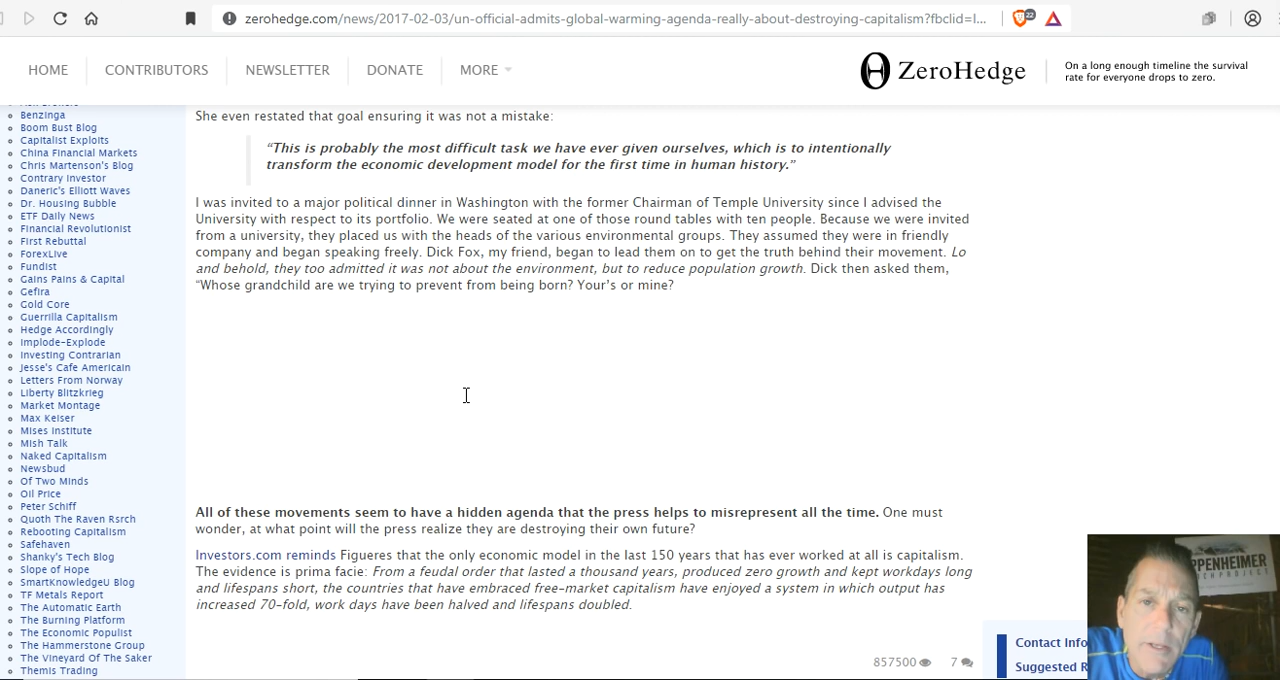 zerohedge.com/news/2017-02-03/un-official-admits-global-warming-agenda-really-about-destroying-capitalism?fbclid=I...
22
HOME
CONTRIBUTORS
NEWSLETTER
DONATE
MORE
ZeroHedge
On a long enough timeline the survival
rate for everyone drops to zero.
Benzinga
Boom Bust Blog
Capitalist Exploits
China Financial Markets
Chris Martenson's Blog
Contrary Investor
Daneric's Elliott Waves
Dr. Housing Bubble
ETF Daily News
Financial Revolutionist
First Rebuttal
ForexLive
Fundist
Gains Pains & Capital
Gefira
Gold Core
Guerrilla Capitalism
Hedge Accordingly
Implode-Explode
Investing Contrarian
Jesse's Cafe Americain
Letters From Norway
Liberty Blitzkrieg
Market Montage
Max Keiser
Mises Institute
Mish Talk
Naked Capitalism
Newsbud
Of Two Minds
Oil Price
Peter Schiff
Quoth The Raven Rsrch
Rebooting Capitalism
Safehaven
Shanky's Tech Blog
Slope of Hope
SmartKnowledgeU Blog
TF Metals Report
The Automatic Earth
The Burning Platform
The Economic Populist
The Hammerstone Group
The Vineyard Of The Saker
Themis Trading
She even restated that goal ensuring it was not a mistake:
“This is probably the most difficult task we have ever given ourselves, which is to intentionally
transform the economic development model for the first time in human history.”
I was invited to a major political dinner in Washington with the former Chairman of Temple University since I advised the
University with respect to its portfolio. We were seated at one of those round tables with ten people. Because we were invited
from a university, they placed us with the heads of the various environmental groups. They assumed they were in friendly
company and began speaking freely. Dick Fox, my friend, began to lead them on to get the truth behind their movement. Lo
and behold, they too admitted it was not about the environment, but to reduce population growth. Dick then asked them,
“Whose grandchild are we trying to prevent from being born? Your’s or mine?
All of these movements seem to have a hidden agenda that the press helps to misrepresent all the time. One must
wonder, at what point will the press realize they are destroying their own future?
Investors.com reminds Figueres that the only economic model in the last 150 years that has ever worked at all is capitalism.
The evidence is prima facie: From a feudal order that lasted a thousand years, produced zero growth and kept workdays long
and lifespans short, the countries that have embraced free-market capitalism have enjoyed a system in which output has
increased 70-fold, work days have been halved and lifespans doubled.
857500
7
Contact Info
Suggested R
PPENHEIMER